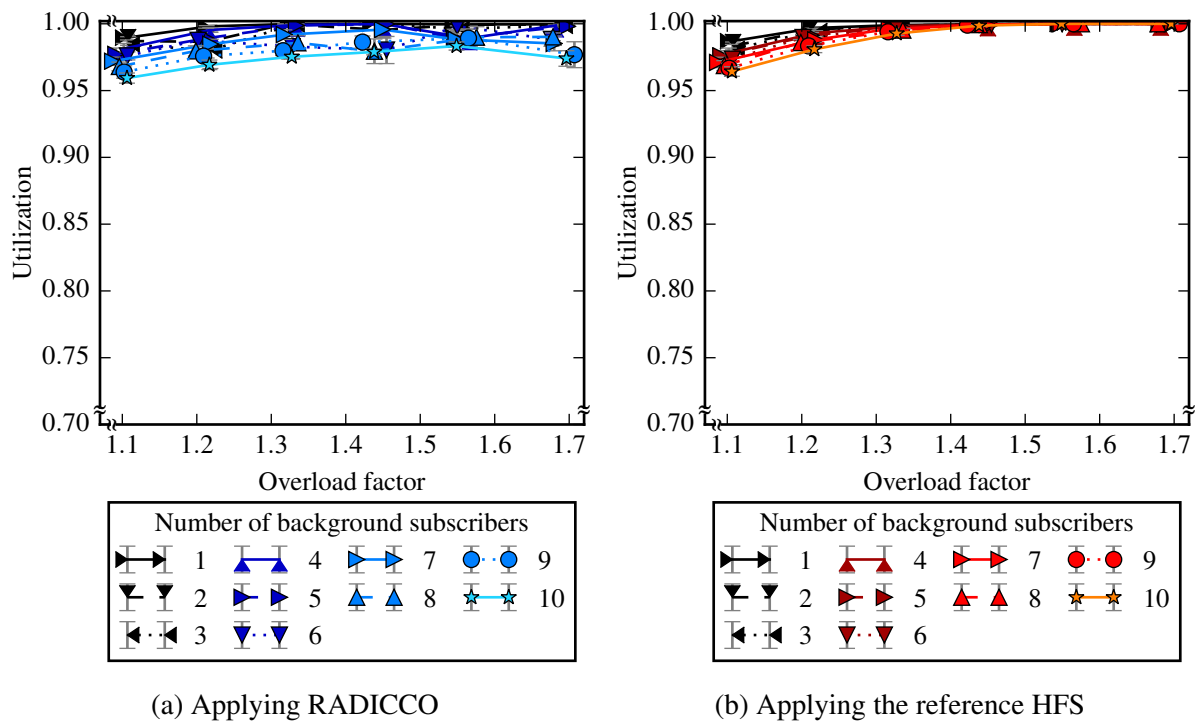 1.00
0.95
0.90
0.85
0.80
0.75
0.70
Utilization
1.1 1.2 1.3 1.4 1.5 1.6 1.7
Overload factor
Number of background subscribers
1 4 7 9
2 5 8 10
3 6
(a) Applying RADICCO
1.00
0.95
0.90
0.85
0.80
0.75
0.70
Utilization
1.1 1.2 1.3 1.4 1.5 1.6 1.7
Overload factor
Number of background subscribers
1 4 7 9
2 5 8 10
3 6
(b) Applying the reference HFS